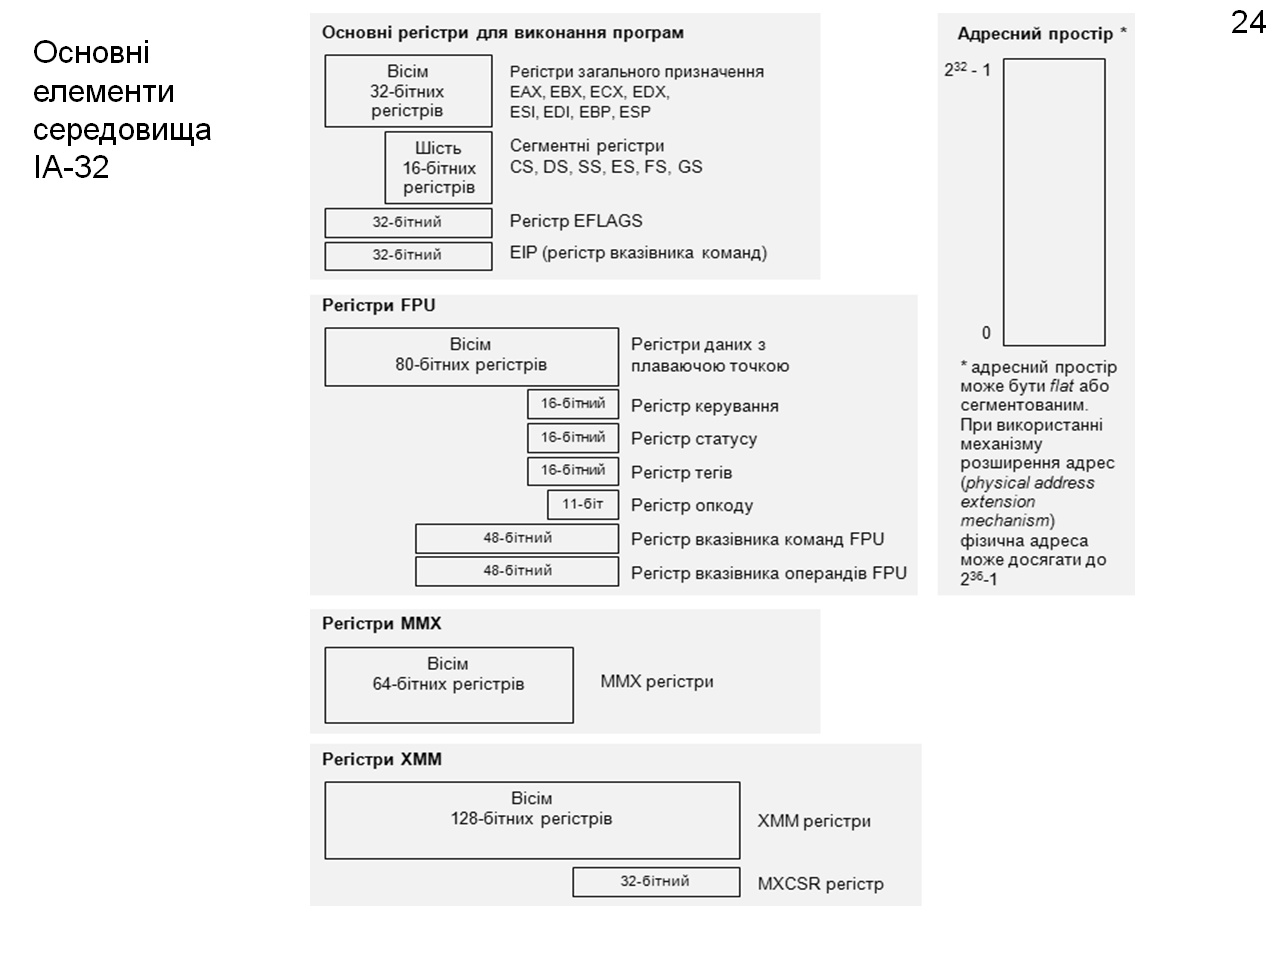 24
Основні
елементи
середовища
IA-32
Основні регістри для виконання програм
Вісім
32-бітних
регістрів
Регістри загального призначення
EAX, EBX, ECX, EDX,
ESI, EDI, EBP, ESP
Шість
16-бітних
регістрів
Сегментні регістри
CS, DS, SS, ES, FS, GS
32-бітний
Регістр EFLAGS
32-бітний
EIP (регістр вказівника команд)
Регістри FPU
Вісім
80-бітних регістрів
Регістри даних з
плаваючою точкою
16-бітний
Регістр керування
16-бітний
Регістр статусу
16-бітний
Регістр тегів
11-біт
Регістр опкоду
48-бітний
Регістр вказівника команд FPU
48-бітний
Регістр вказівника операндів FPU
Регістри MMX
Вісім
64-бітних регістрів
MMX регістри
Регістри XMM
Вісім
128-бітних регістрів
XMM регістри
32-бітний
MXCSR регістр
Адресний простір *
2³² - 1
0
* адресний простір
може бути flat або
сегментованим.
При використанні
механізму
розширення адрес
(physical address
extension
mechanism)
фізична адреса
може досягати до
2³⁶-1